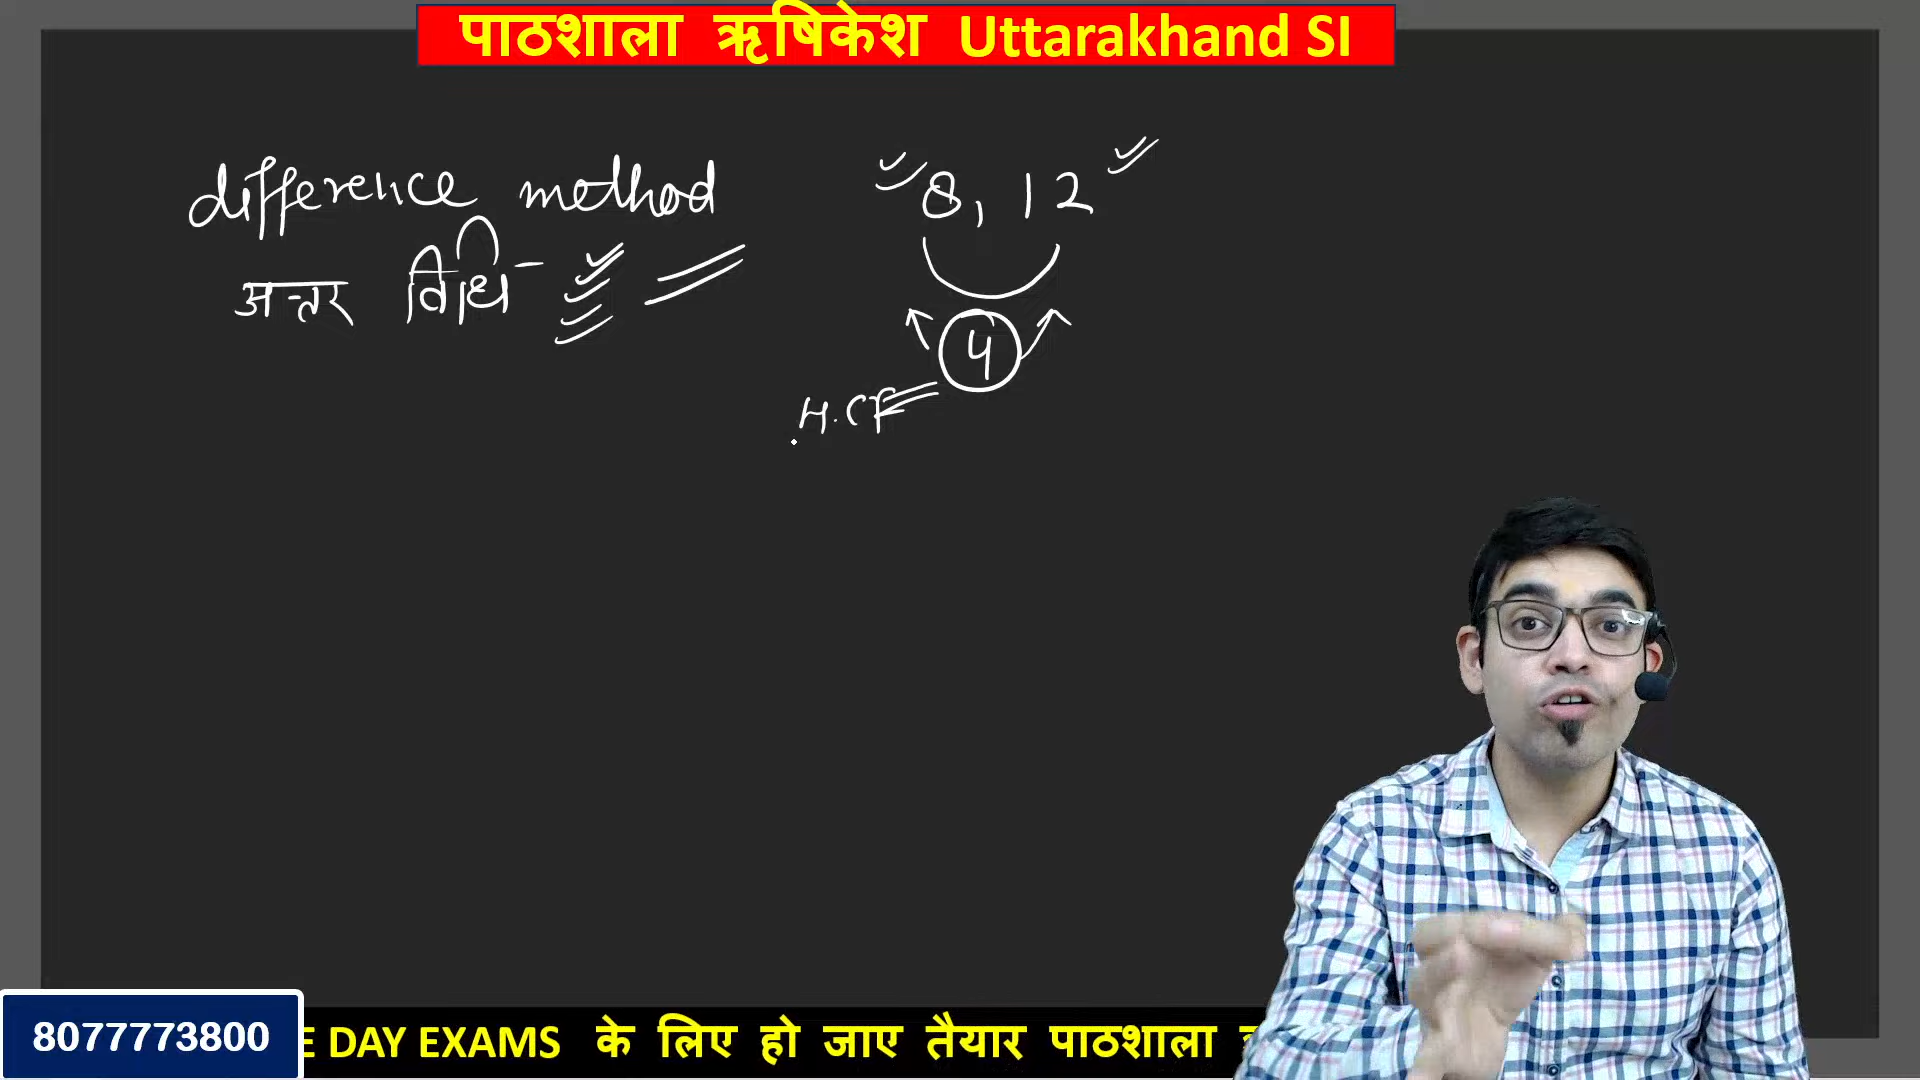 पाठशाला ऋषिकेश Uttarakhand SI
difference method
अन्तर विधि -
8, 12
4
H.CF
8077773800
E DAY EXAMS के लिए हो जाए तैयार पाठशाला